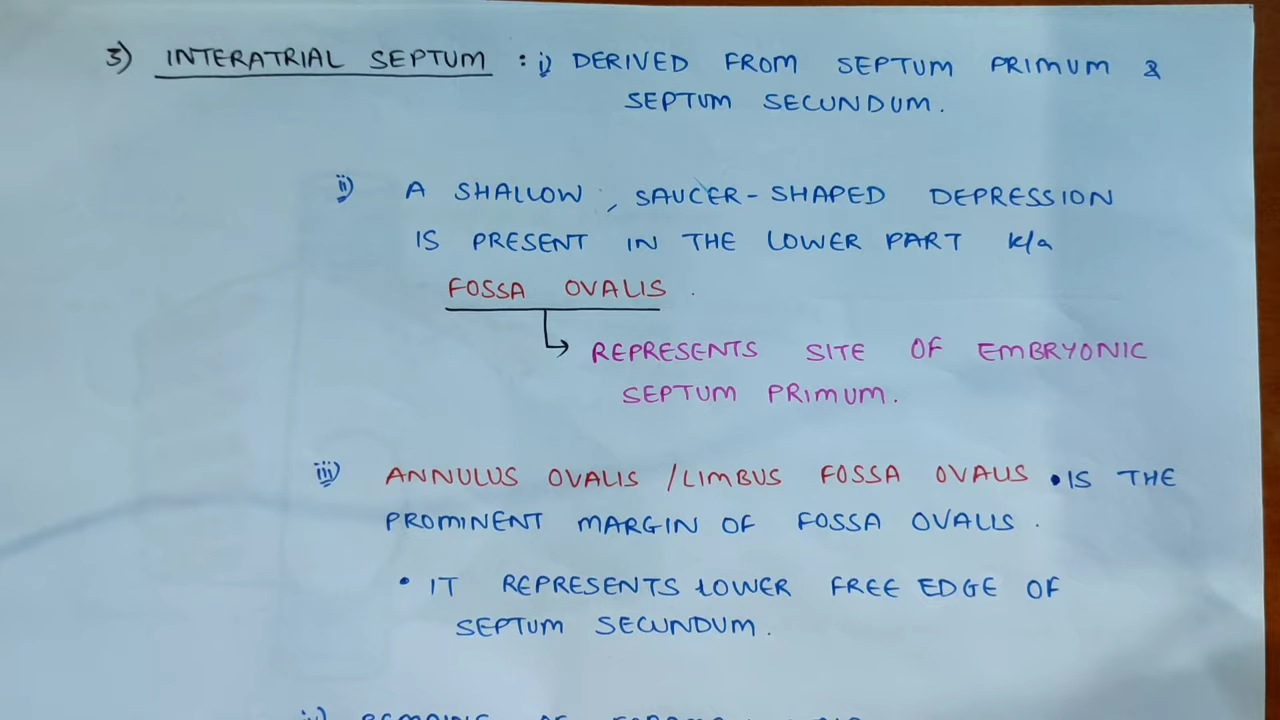 3) INTERATRIAL SEPTUM : i) DERIVED FROM SEPTUM PRIMUM &
SEPTUM SECUNDUM.
ii) A SHALLOW, SAUCER-SHAPED DEPRESSION
IS PRESENT IN THE LOWER PART k/a
FOSSA OVALIS.
REPRESENTS SITE OF EMBRYONIC
SEPTUM PRIMUM.
iii) ANNULUS OVALIS /LIMBUS FOSSA OVALIS • IS THE
PROMINENT MARGIN OF FOSSA OVALIS.
• IT REPRESENTS LOWER FREE EDGE OF
SEPTUM SECUNDUM.